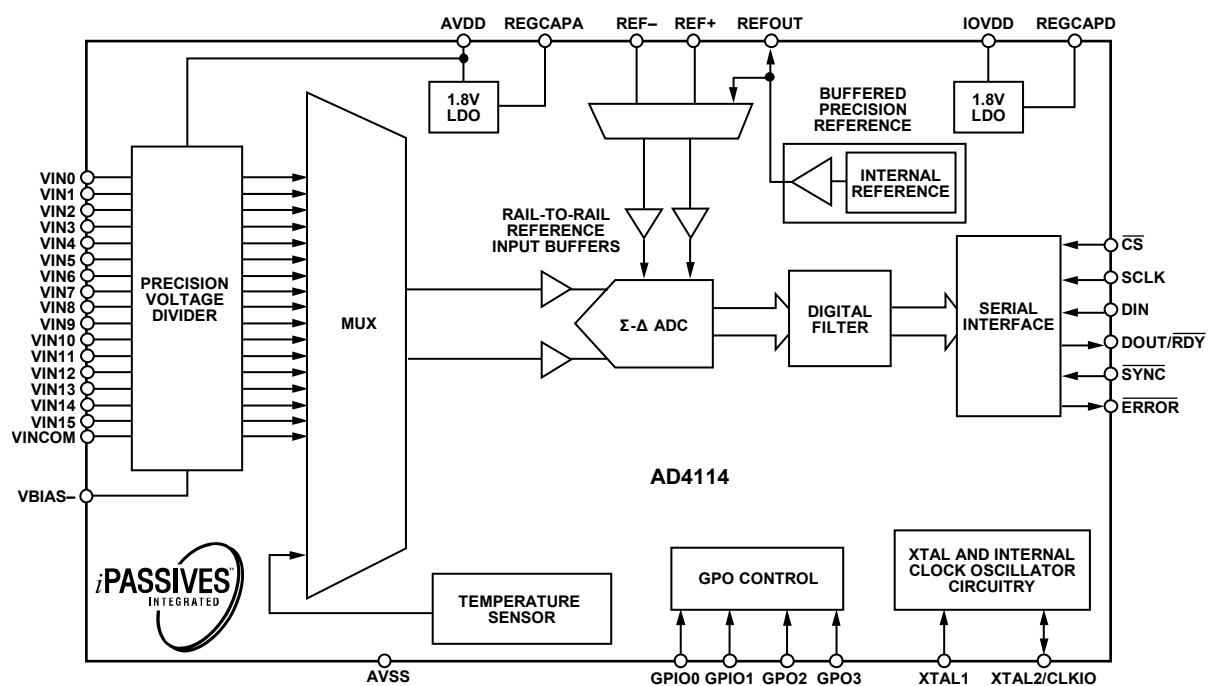 AVDD
REGCAPA
REF–
REF+
REFOUT
IOVDD
REGCAPD
1.8V
LDO
BUFFERED
PRECISION
REFERENCE
1.8V
LDO
INTERNAL
REFERENCE
RAIL-TO-RAIL
REFERENCE
INPUT BUFFERS
VIN0
VIN1
VIN2
VIN3
VIN4
VIN5
VIN6
VIN7
VIN8
VIN9
VIN10
VIN11
VIN12
VIN13
VIN14
VIN15
VINCOM
VBIAS–
PRECISION
VOLTAGE
DIVIDER
MUX
Σ-Δ ADC
DIGITAL
FILTER
SERIAL
INTERFACE
CS
SCLK
DIN
DOUT/RDY
SYNC
ERROR
AD4114
iPASSIVES™
INTEGRATED
TEMPERATURE
SENSOR
GPO CONTROL
XTAL AND INTERNAL
CLOCK OSCILLATOR
CIRCUITRY
AVSS
GPIO0
GPIO1
GPO2
GPO3
XTAL1
XTAL2/CLKIO